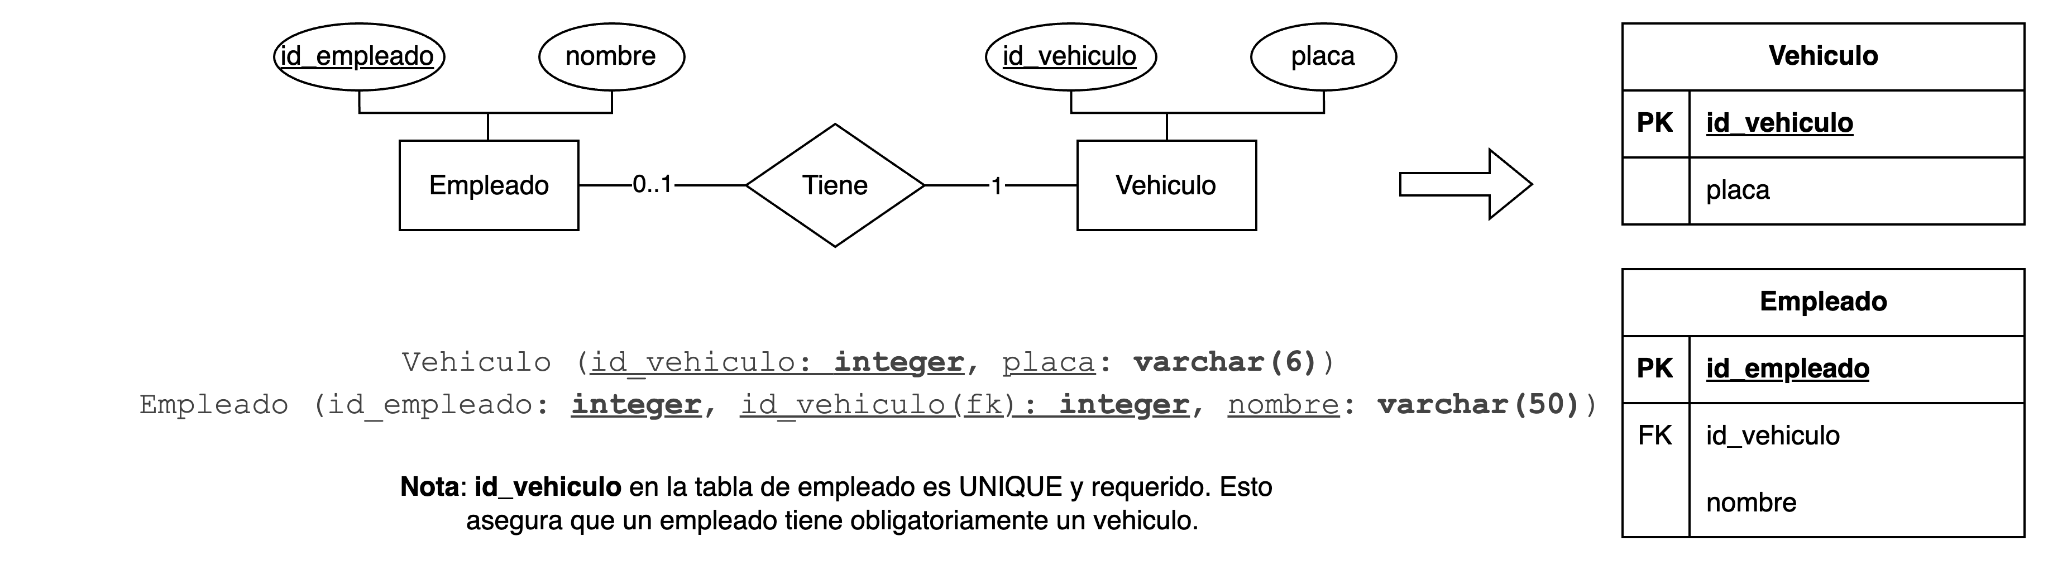 id_empleado
nombre
id_vehiculo
placa
Empleado
0..1
Tiene
1
Vehiculo
Vehiculo (id_vehiculo: integer, placa: varchar(6))
Empleado (id_empleado: integer, id_vehiculo(fk): integer, nombre: varchar(50))
Nota: id_vehiculo en la tabla de empleado es UNIQUE y requerido. Esto
asegura que un empleado tiene obligatoriamente un vehiculo.
Vehiculo
PK id_vehiculo
placa
Empleado
PK id_empleado
FK id_vehiculo
nombre